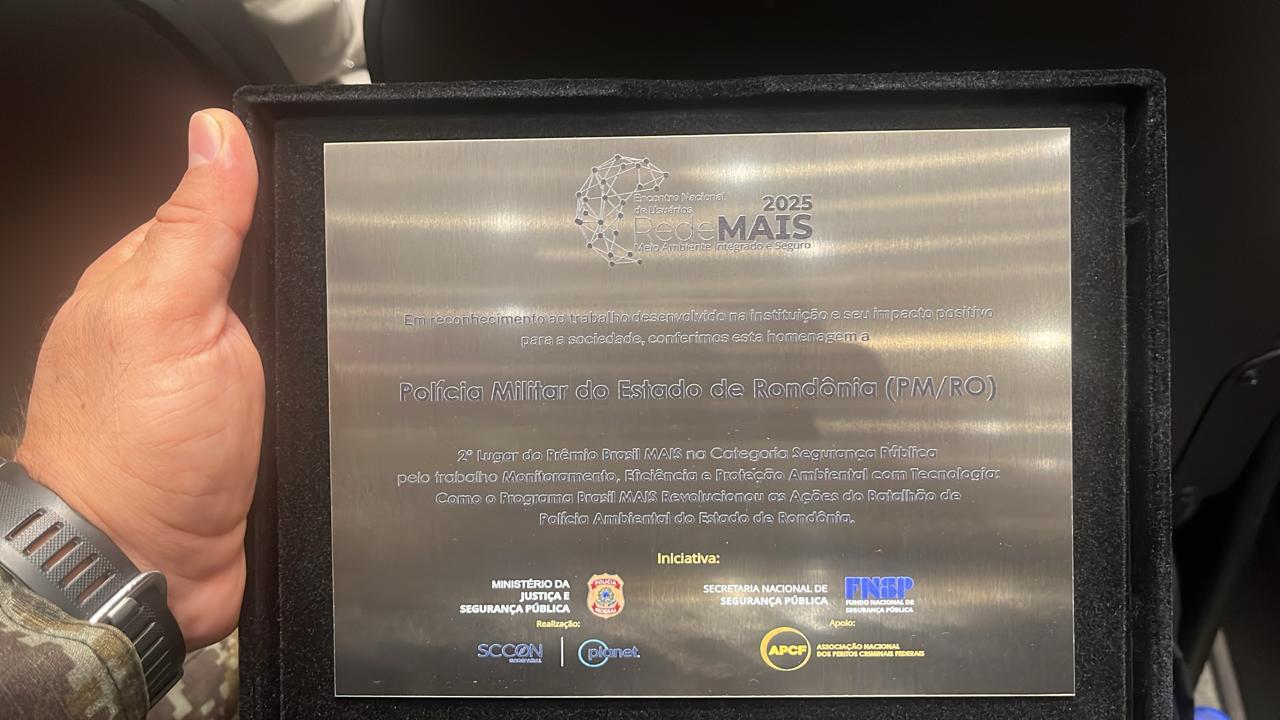 Encontro Nacional
de Usuários 2025
RedeMAIS
Meio Ambiente Integrado e Seguro
Em reconhecimento ao trabalho desenvolvido na instituição e seu impacto positivo
para a sociedade, conferimos esta homenagem a
Polícia Militar do Estado de Rondônia (PM/RO)
2º Lugar do Prêmio Brasil MAIS na Categoria Segurança Pública
pelo trabalho Monitoramento, Eficiência e Proteção Ambiental com Tecnologia:
Como o Programa Brasil MAIS Revolucionou as Ações do Batalhão de
Polícia Ambiental do Estado de Rondônia.
Iniciativa:
MINISTÉRIO DA
JUSTIÇA E
SEGURANÇA PÚBLICA
POLÍCIA
FEDERAL
SECRETARIA NACIONAL DE
SEGURANÇA PÚBLICA
FNSP
FUNDO NACIONAL DE
SEGURANÇA PÚBLICA
Realização:
SCCON
planet.
Apoio:
APCF
ASSOCIAÇÃO NACIONAL
DOS PERITOS CRIMINAIS FEDERAIS